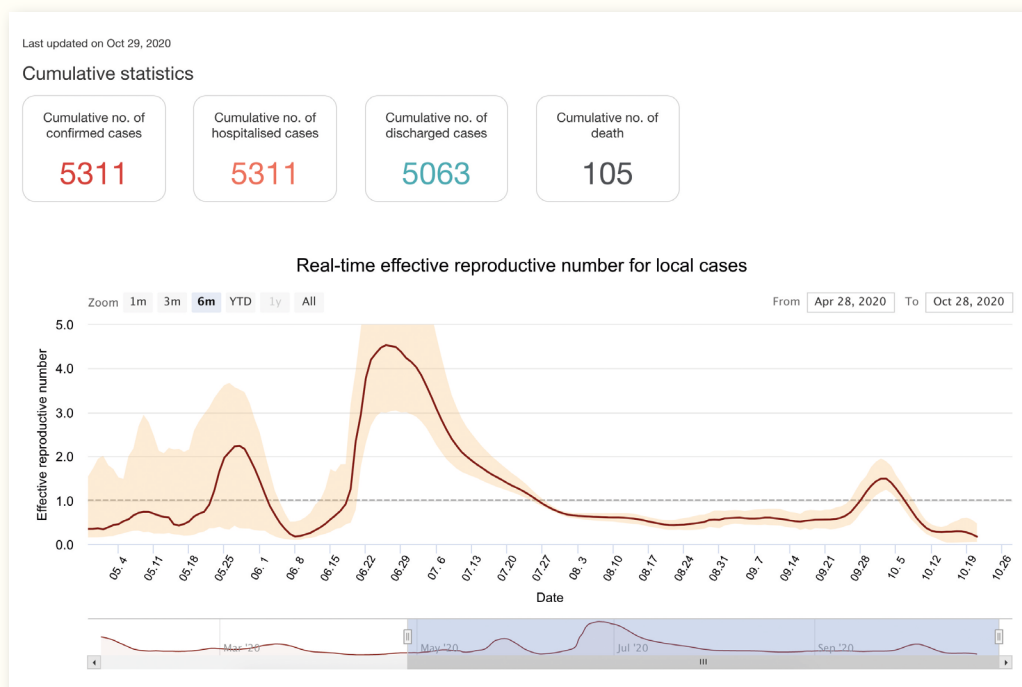 Last updated on Oct 29, 2020
Cumulative statistics
Cumulative no. of
confirmed cases
5311
Cumulative no. of
hospitalised cases
5311
Cumulative no. of
discharged cases
5063
Cumulative no. of
death
105
Real-time effective reproductive number for local cases
Zoom 1m 3m 6m YTD 1y All
From Apr 28, 2020 To Oct 28, 2020
Effective reproductive number
5.0
4.0
3.0
2.0
1.0
0.0
05. 4 05.11 05.18 05.25 06. 1 06. 8 06.15 06.22 06.29 07. 6 07.13 07.20 07.27 08. 3 08.10 08.17 08.24 08.31 09. 7 09.14 09.21 09.28 10. 5 10.12 10.19 10.26
Date
Mar '20 May '20 Jul '20 Sep '20